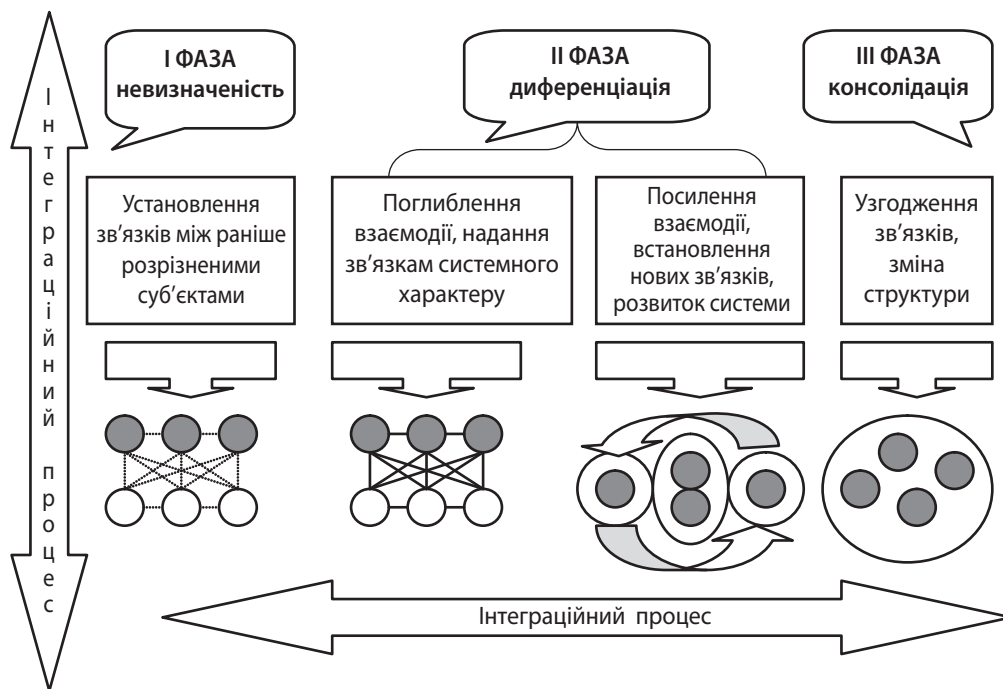 І ФАЗА
невизначеність
ІІ ФАЗА
диференціація
ІІІ ФАЗА
консолідація
Інтеграційний процес
Установлення
зв'язків між раніше
розрізненими
суб'єктами
Поглиблення
взаємодії, надання
зв'язкам системного
характеру
Посилення
взаємодії,
встановлення
нових зв'язків,
розвиток системи
Узгодження
зв'язків,
зміна
структури
Інтеграційний процес